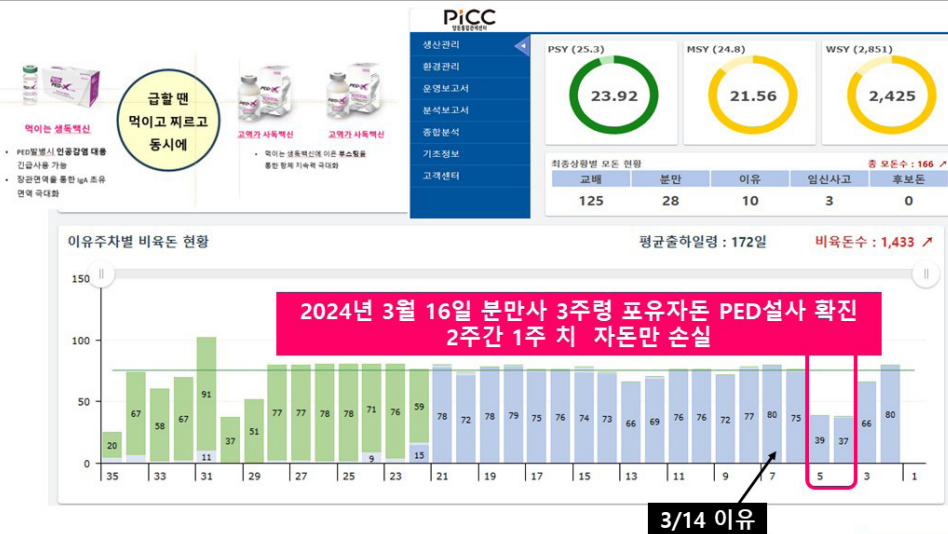 PiCC
양돈통합관리센터
생산관리
환경관리
운영보고서
분석보고서
종합분석
기초정보
고객센터
PED-X
먹이는 생독백신
• PED발병시 인공감염 대용
긴급사용 가능
• 장관면역을 통한 IgA 초유
면역 극대화
급할 땐
먹이고 찌르고
동시에
고역가 사독백신
고역가 사독백신
• 먹이는 생독백신에 이은 부스팅을
통한 항체 지속력 극대화
PSY (25.3)
23.92
MSY (24.8)
21.56
WSY (2,851)
2,425
최종상황별 모돈 현황
총 모돈수 : 166 ↗
교배 분만 이유 임신사고 후보돈
125 28 10 3 0
이유주차별 비육돈 현황
평균출하일령 : 172일
비육돈수 : 1,433 ↗
2024년 3월 16일 분만사 3주령 포유자돈 PED설사 확진
2주간 1주 치 자돈만 손실
150
100
50
0
20 67 58 67 91 11 37 51 77 77 78 78 71 9 76 59 15 78 72 78 79 75 76 74 73 66 69 76 76 72 77 80 75 39 37 66 80
35 33 31 29 27 25 23 21 19 17 15 13 11 9 7 5 3 1
3/14 이유